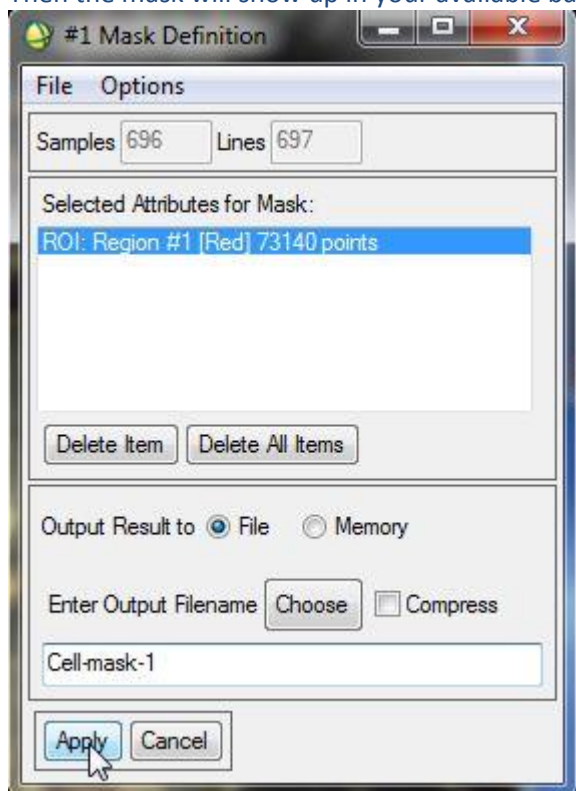 Then the mask will show up in your available ba
#1 Mask Definition
File Options
Samples 696 Lines 697
Selected Attributes for Mask:
ROI: Region #1 [Red] 73140 points
Delete Item Delete All Items
Output Result to File Memory
Enter Output Filename Choose Compress
Cell-mask-1
Apply Cancel